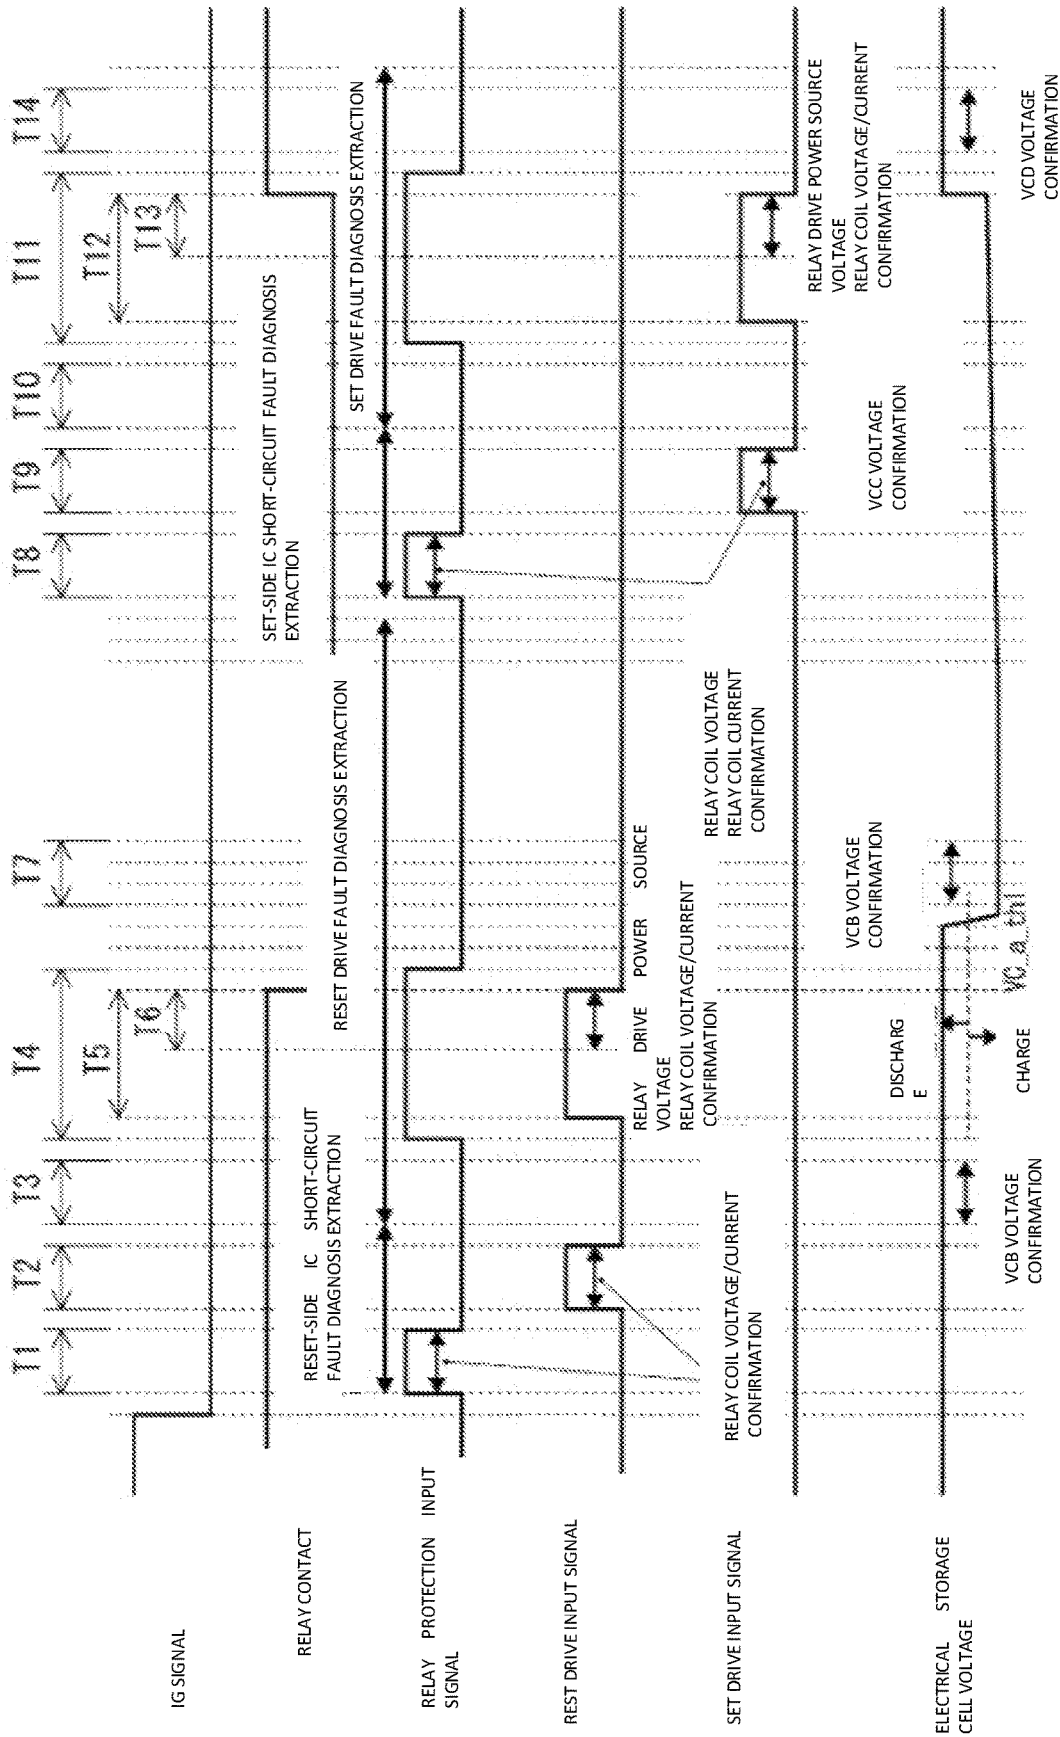 T1
T2
T3
T4
T5
T6
T7
T8
T9
T10
T11
T12
T13
T14
IG SIGNAL
RELAY CONTACT
RESET-SIDE IC SHORT-CIRCUIT
FAULT DIAGNOSIS EXTRACTION
RESET DRIVE FAULT DIAGNOSIS EXTRACTION
SET-SIDE IC SHORT-CIRCUIT FAULT DIAGNOSIS
EXTRACTION
SET DRIVE FAULT DIAGNOSIS EXTRACTION
RELAY PROTECTION INPUT
SIGNAL
REST DRIVE INPUT SIGNAL
RELAY DRIVE POWER SOURCE
VOLTAGE
RELAY COIL VOLTAGE/CURRENT
CONFIRMATION
RELAY COIL VOLTAGE/CURRENT
CONFIRMATION
RELAY COIL VOLTAGE
RELAY COIL CURRENT
CONFIRMATION
SET DRIVE INPUT SIGNAL
RELAY DRIVE POWER SOURCE
VOLTAGE
RELAY COIL VOLTAGE/CURRENT
CONFIRMATION
ELECTRICAL STORAGE
CELL VOLTAGE
VCB VOLTAGE
CONFIRMATION
DISCHARG
E
CHARGE
VC_a_th1
VCB VOLTAGE
CONFIRMATION
VCC VOLTAGE
CONFIRMATION
VCD VOLTAGE
CONFIRMATION